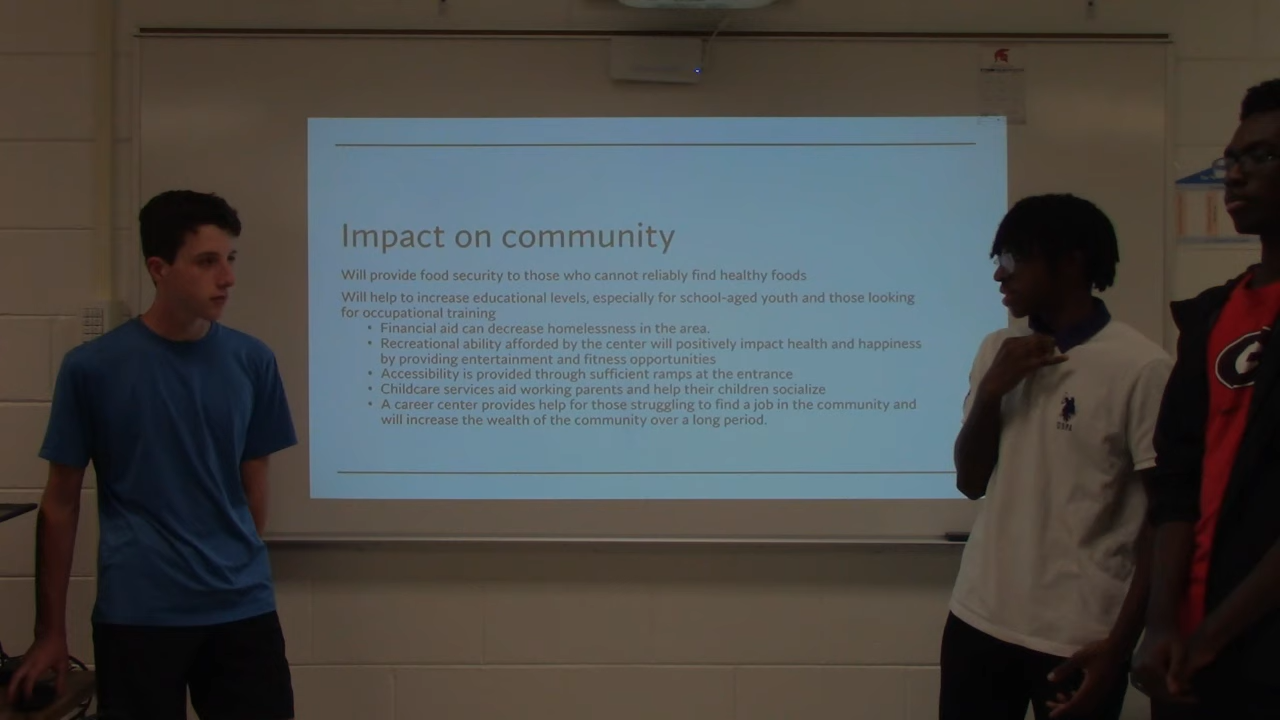 Impact on community
Will provide food security to those who cannot reliably find healthy foods
Will help to increase educational levels, especially for school-aged youth and those looking
for occupational training
• Financial aid can decrease homelessness in the area.
• Recreational ability afforded by the center will positively impact health and happiness
by providing entertainment and fitness opportunities
• Accessibility is provided through sufficient ramps at the entrance
• Childcare services aid working parents and help their children socialize
• A career center provides help for those struggling to find a job in the community and
will increase the wealth of the community over a long period.